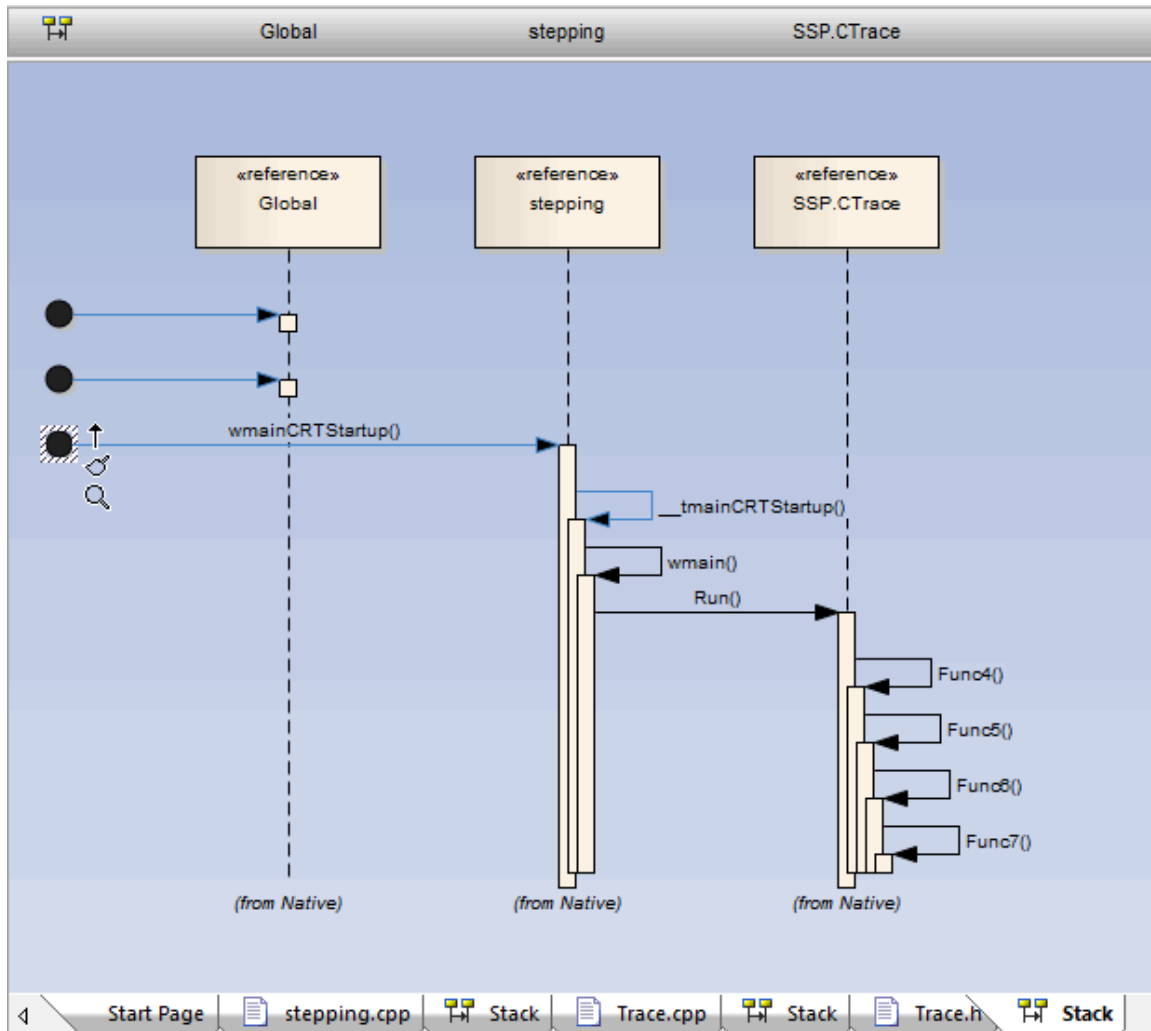 Global stepping SSP.CTrace
«reference» «reference» «reference»
Global stepping SSP.CTrace
wmainCRTStartup()
__tmainCRTStartup()
wmain()
Run()
Func4()
Func5()
Func6()
Func7()
(from Native) (from Native) (from Native)
Start Page stepping.cpp Stack Trace.cpp Stack Trace.h Stack